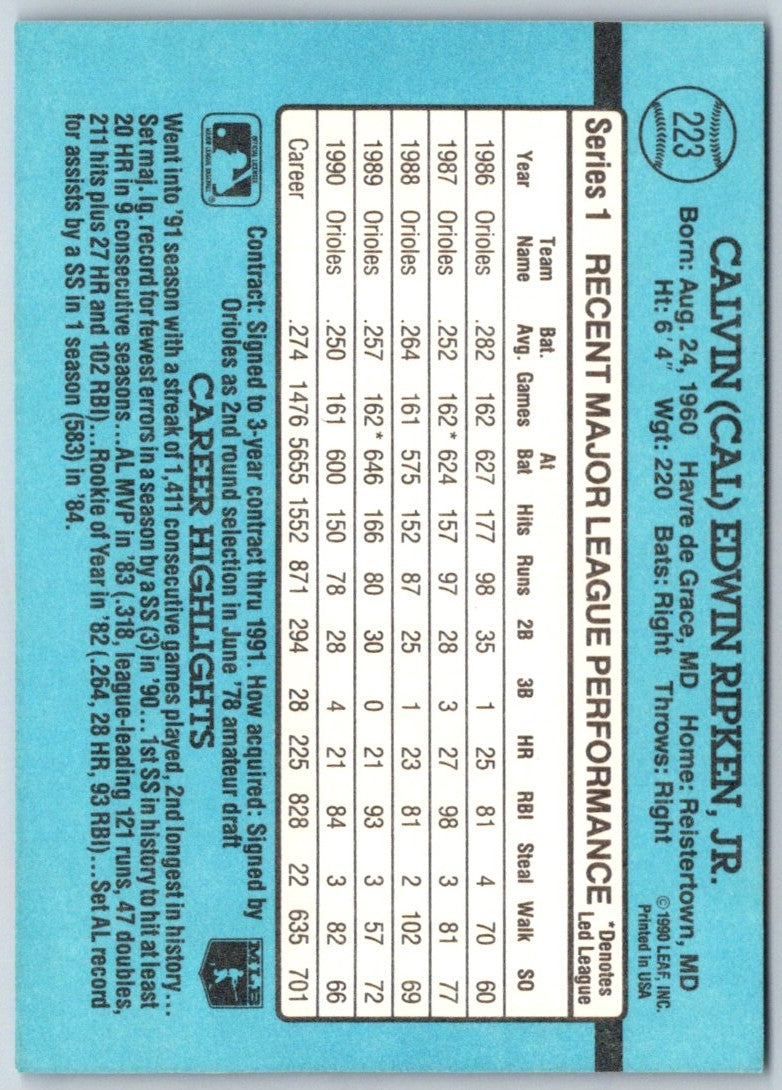 223
CALVIN (CAL) EDWIN RIPKEN, JR.
Born: Aug. 24, 1960 Havre de Grace, MD Home: Reistertown, MD
Ht: 6'4" Wgt: 220 Bats: Right Throws: Right
©1990 LEAF, INC.
Printed in USA
Series 1 RECENT MAJOR LEAGUE PERFORMANCE *Denotes
Led League
Year Team Name Bat. Avg. Games At Bat Hits Runs 2B 3B HR RBI Steal Walk SO
1986 Orioles .282 162 627 177 98 35 1 25 81 4 70 60
1987 Orioles .252 162* 624 157 97 28 3 27 98 3 81 77
1988 Orioles .264 161 575 152 87 25 1 23 81 2 102 69
1989 Orioles .257 162* 646 166 80 30 0 21 93 3 57 72
1990 Orioles .250 161 600 150 78 28 4 21 84 3 82 66
Career .274 1476 5655 1552 871 294 28 225 828 22 635 701
OFFICIAL LICENSEE
MAJOR LEAGUE BASEBALL
®
Contract: Signed to 3-year contract thru 1991. How acquired: Signed by
Orioles as 2nd round selection in June '78 amateur draft
MLB
CAREER HIGHLIGHTS
Went into '91 season with a streak of 1,411 consecutive games played, 2nd longest in history...
Set maj. lg. record for fewest errors in a season by a SS (3) in '90... 1st SS in history to hit at least
20 HR in 9 consecutive seasons...AL MVP in '83 (.318, league-leading 121 runs, 47 doubles,
211 hits plus 27 HR and 102 RBI)...Rookie of Year in '82 (.264, 28 HR, 93 RBI)... Set AL record
for assists by a SS in 1 season (583) in '84.